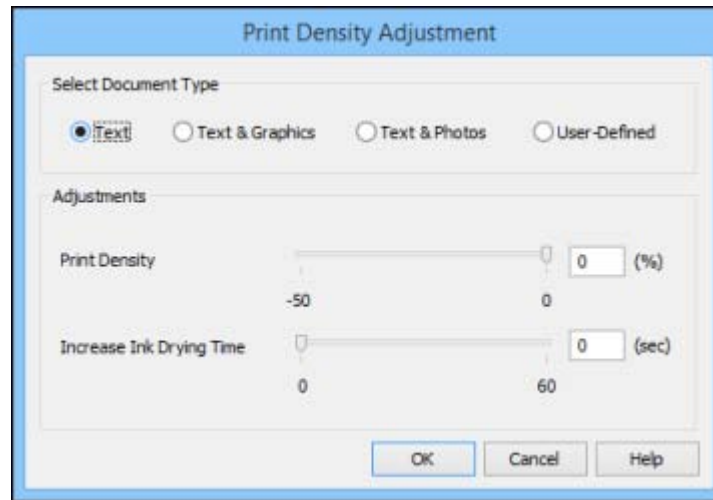 Print Density Adjustment
Select Document Type
Text Text & Graphics Text & Photos User-Defined
Adjustments
Print Density 0 (%)
-50 0
Increase Ink Drying Time 0 (sec)
0 60
OK Cancel Help